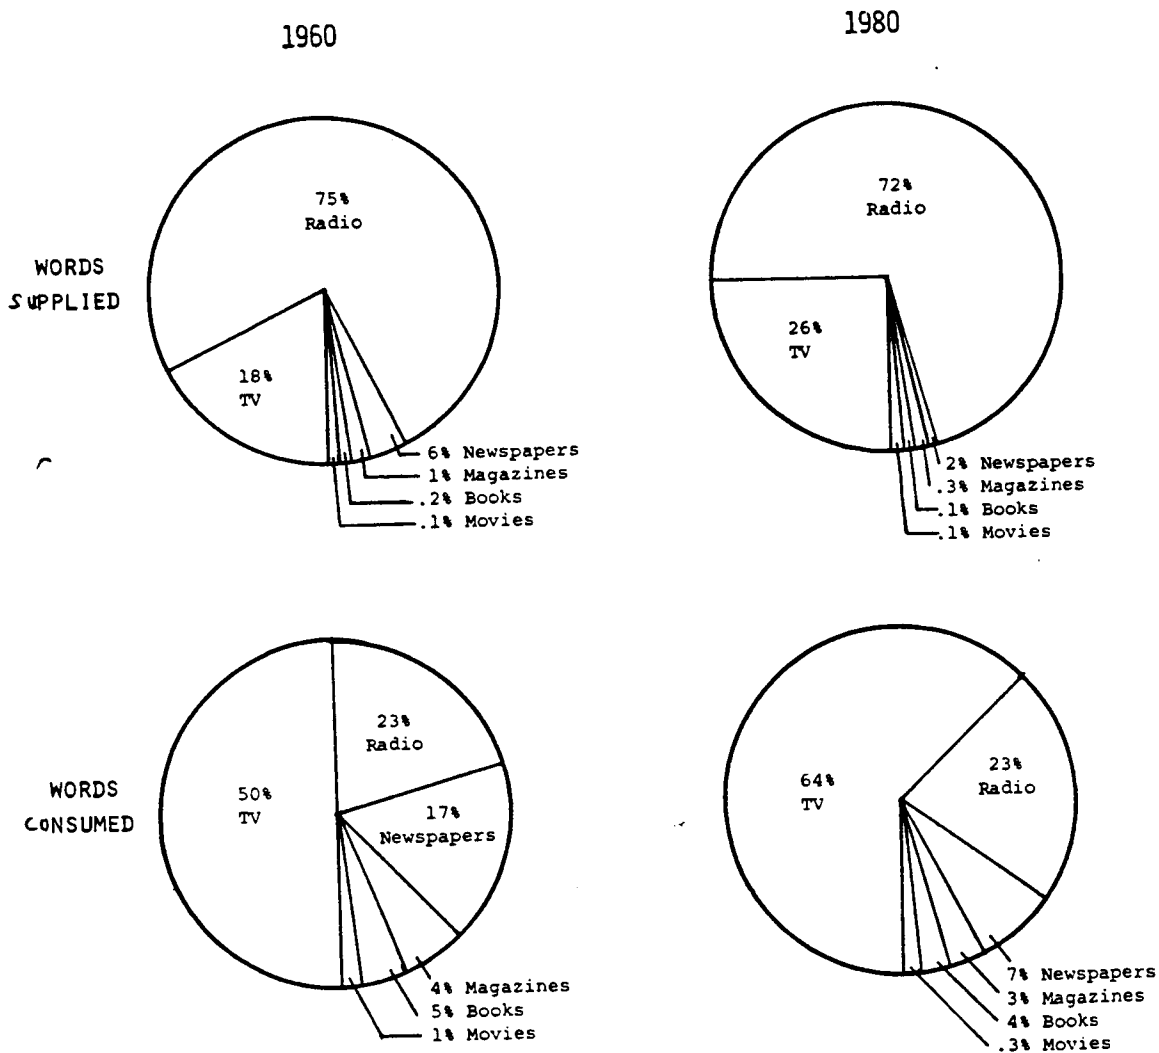 1960
1980
WORDS
SUPPLIED
75%
Radio
18%
TV
6% Newspapers
1% Magazines
.2% Books
.1% Movies
72%
Radio
26%
TV
2% Newspapers
.3% Magazines
.1% Books
.1% Movies
WORDS
CONSUMED
50%
TV
23%
Radio
17%
Newspapers
4% Magazines
5% Books
1% Movies
64%
TV
23%
Radio
7% Newspapers
3% Magazines
4% Books
.3% Movies